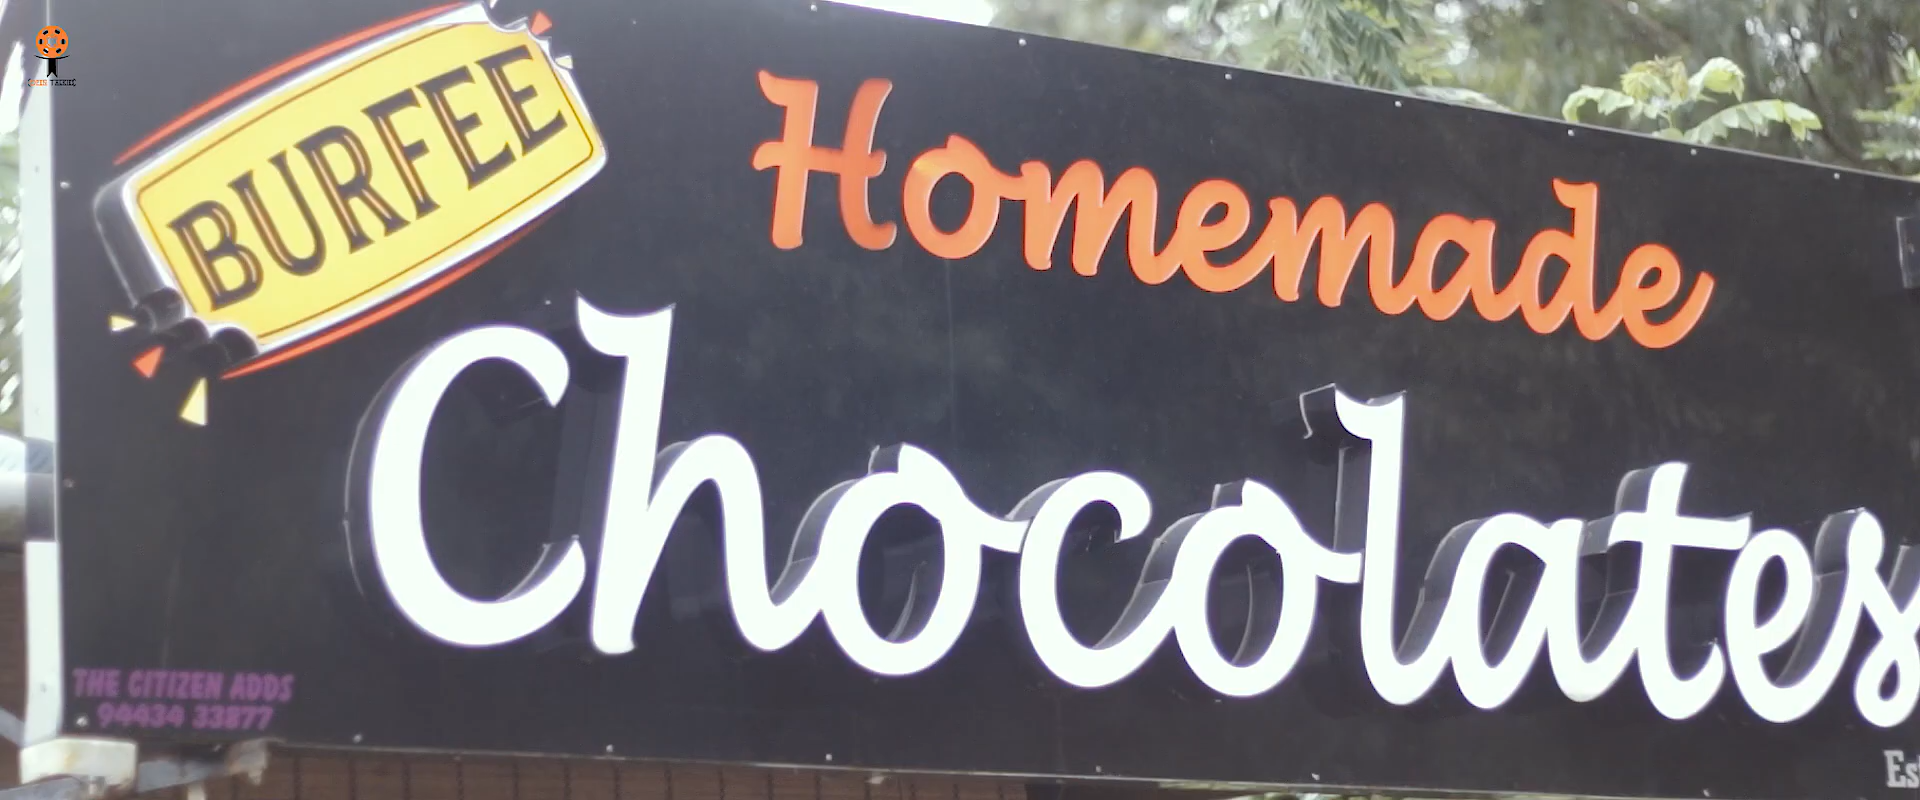 BURFEE
Homemade
Chocolates
THE CITIZEN ADDS
94434 33877